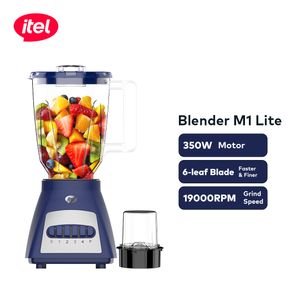 itel
Blender M1 Lite
350W Motor
6-leaf Blade Faster
& Finer
19000RPM Grind
Speed